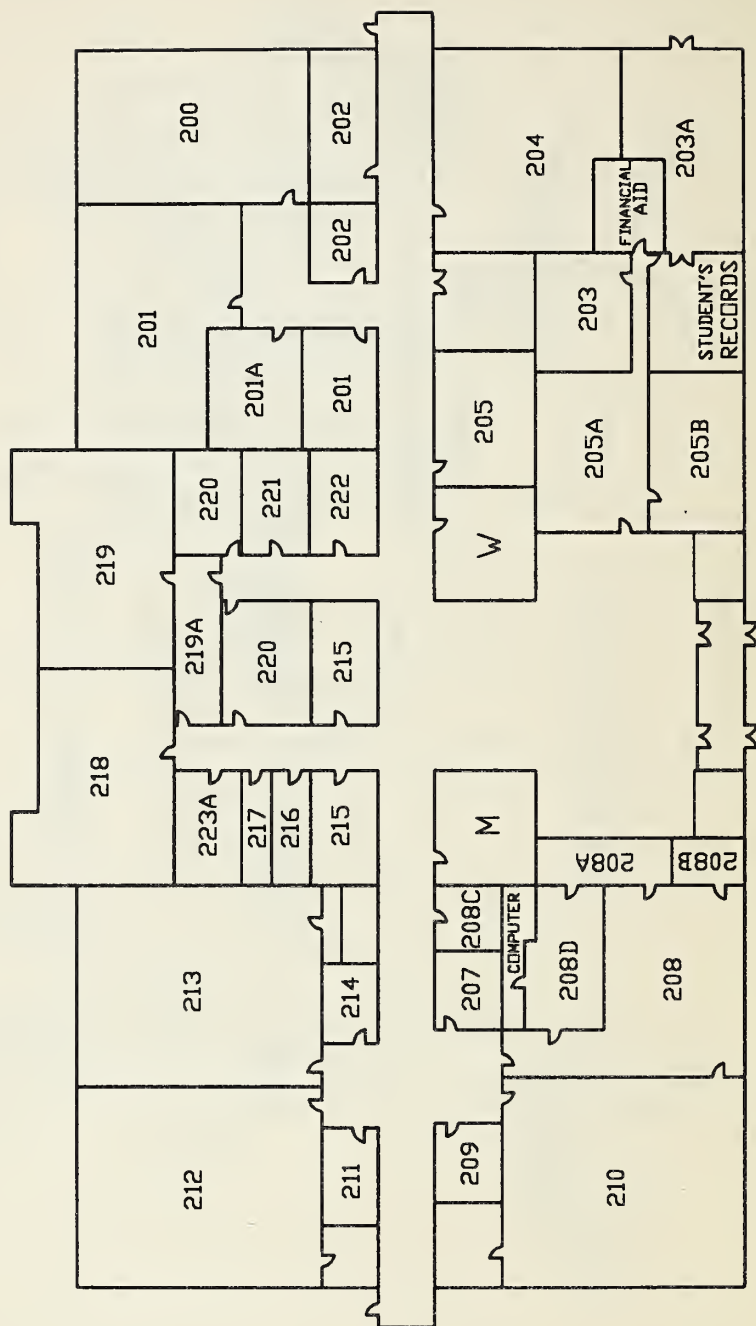 200
202
204
203A
FINANCIAL
AID
202
201
201A
201
203
STUDENT'S
RECORDS
205
205A
205B
220
221
222
219
W
219A
220
215
218
223A
217
216
215
M
208A
208B
208C
COMPUTER
207
208D
208
213
214
212
211
209
210